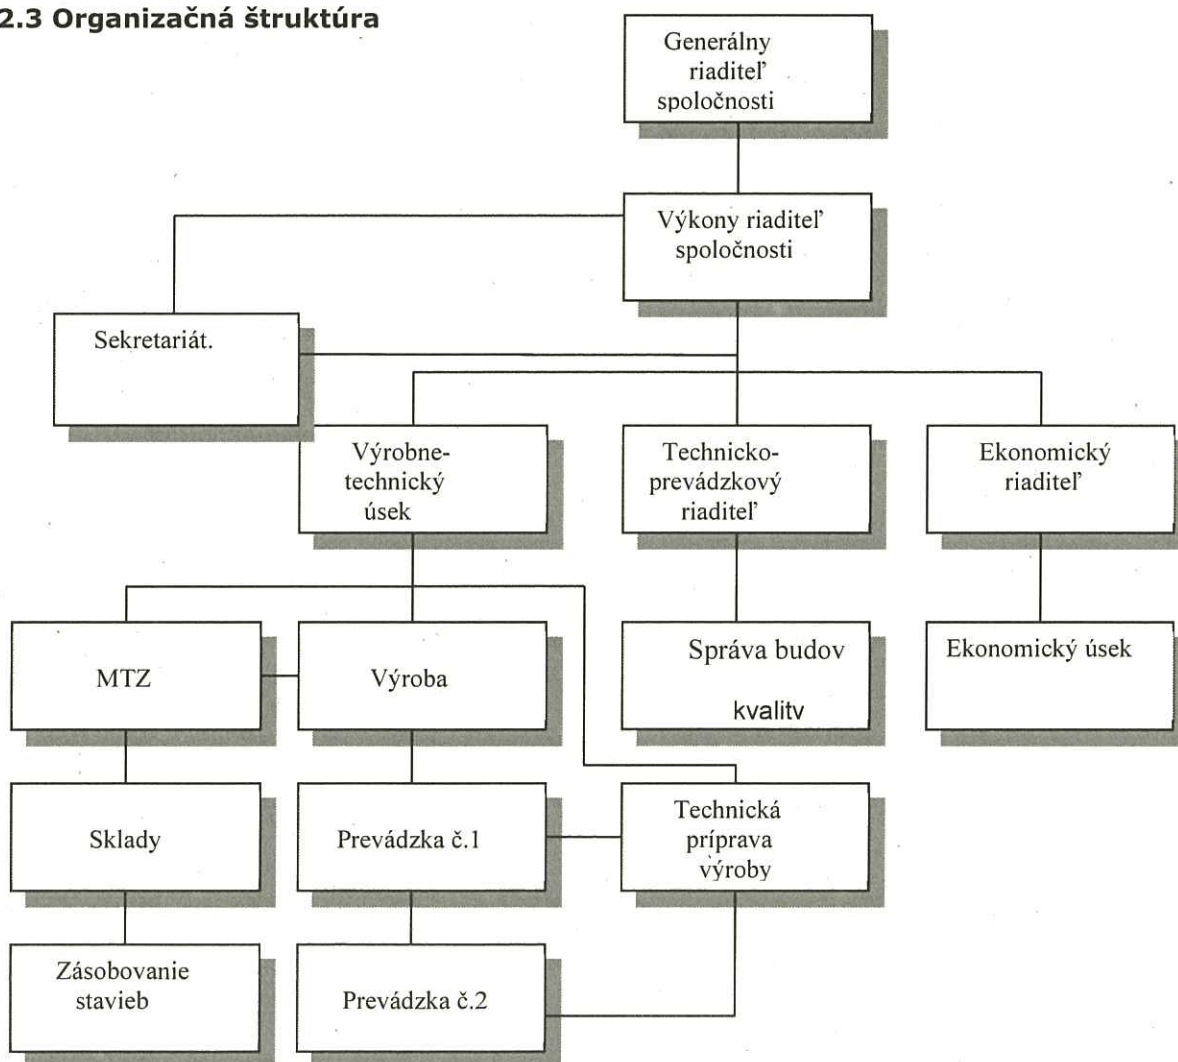 2.3 Organizačná štruktúra
Generálny
riaditeľ
spoločnosti
Výkony riaditeľ
spoločnosti
Sekretariát.
Výrobne-
technický
úsek
Technicko-
prevádzkový
riaditeľ
Ekonomický
riaditeľ
MTZ
Výroba
Správa budov
kvalitv
Ekonomický úsek
Sklady
Prevádzka č.1
Technická
príprava
výroby
Zásobovanie
stavieb
Prevádzka č.2